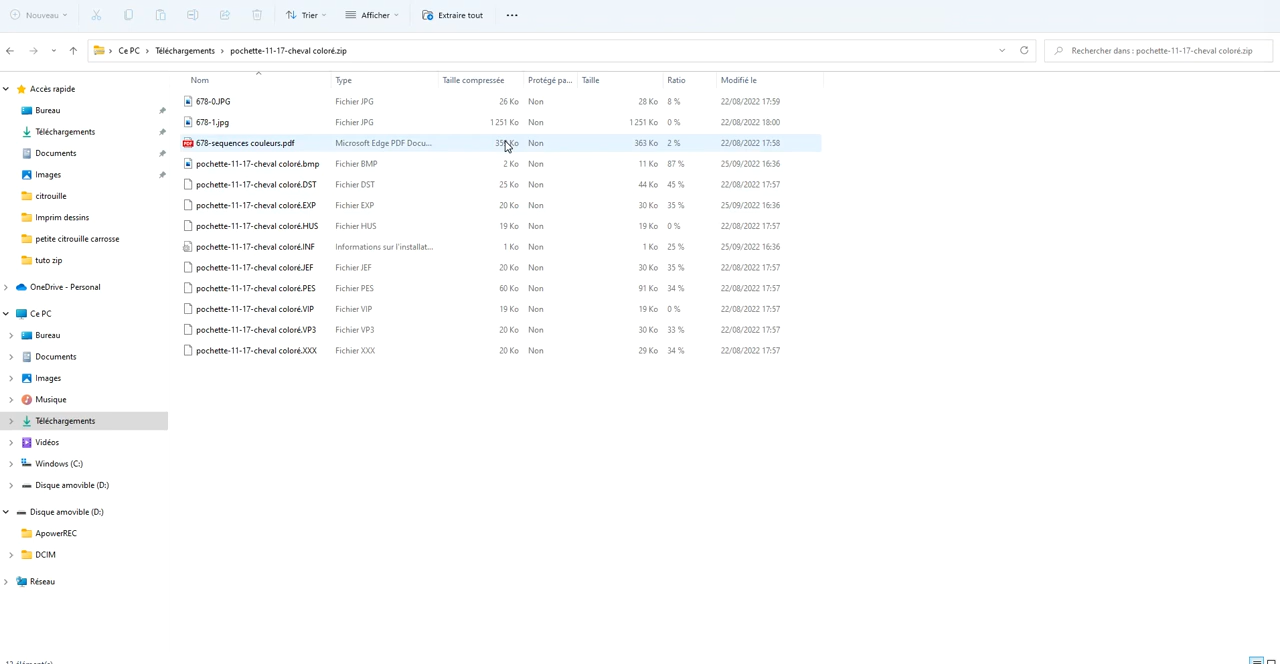 Nouveau Trier Afficher Extraire tout
Ce PC Téléchargements pochette-11-17-cheval coloré.zip Rechercher dans : pochette-11-17-cheval coloré.zip
Nom Type Taille compressée Protégé pa... Taille Ratio Modifié le
Accès rapide
Bureau
Téléchargements
Documents
Images
citrouille
Imprim dessins
petite citrouille carrosse
tuto zip
OneDrive - Personal
Ce PC
Bureau
Documents
Images
Musique
Téléchargements
Vidéos
Windows (C:)
Disque amovible (D:)
Disque amovible (D:)
ApowerREC
DCIM
Réseau
678-0.JPG Fichier JPG 26 Ko Non 28 Ko 8 % 22/08/2022 17:59
678-1.jpg Fichier JPG 1 251 Ko Non 1 251 Ko 0 % 22/08/2022 18:00
678-sequences couleurs.pdf Microsoft Edge PDF Docu... Ko Non 363 Ko 2 % 22/08/2022 17:58
pochette-11-17-cheval coloré.bmp Fichier BMP 2 Ko Non 11 Ko 87 % 25/09/2022 16:36
pochette-11-17-cheval coloré.DST Fichier DST 25 Ko Non 44 Ko 45 % 22/08/2022 17:57
pochette-11-17-cheval coloré.EXP Fichier EXP 20 Ko Non 30 Ko 35 % 25/09/2022 16:36
pochette-11-17-cheval coloré.HUS Fichier HUS 19 Ko Non 19 Ko 0 % 22/08/2022 17:57
pochette-11-17-cheval coloré.INF Informations sur l'installat... 1 Ko Non 1 Ko 25 % 25/09/2022 16:36
pochette-11-17-cheval coloré.JEF Fichier JEF 20 Ko Non 30 Ko 35 % 22/08/2022 17:57
pochette-11-17-cheval coloré.PES Fichier PES 60 Ko Non 91 Ko 34 % 22/08/2022 17:57
pochette-11-17-cheval coloré.VIP Fichier VIP 19 Ko Non 19 Ko 0 % 22/08/2022 17:57
pochette-11-17-cheval coloré.VP3 Fichier VP3 20 Ko Non 30 Ko 33 % 22/08/2022 17:57
pochette-11-17-cheval coloré.XXX Fichier XXX 20 Ko Non 29 Ko 34 % 22/08/2022 17:57